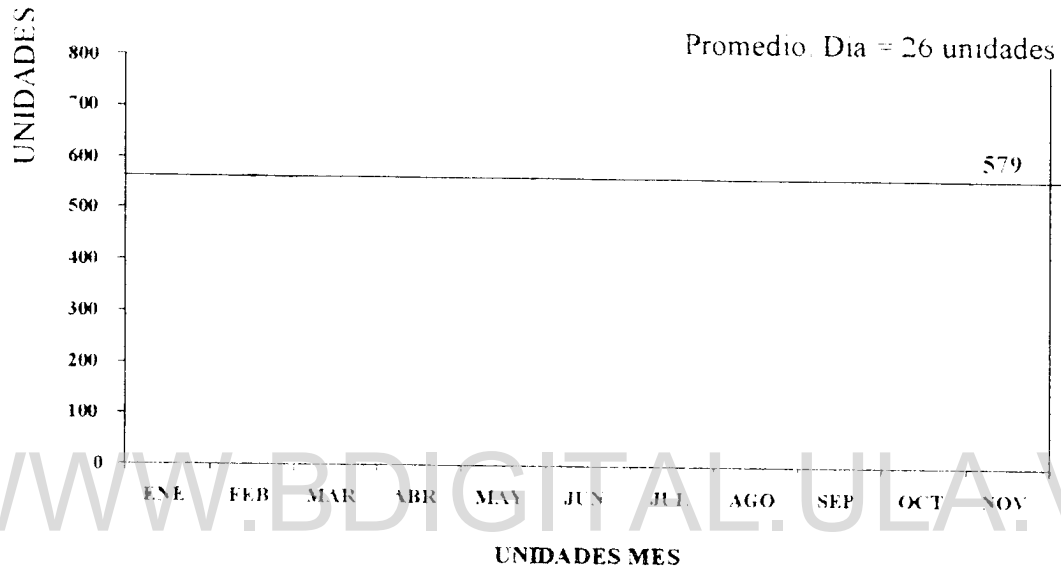 UNIDADES
Promedio. Dia = 26 unidades
800
700
600
579
500
400
300
200
100
0
ENE FEB MAR ABR MAY JUN JUL AGO SEP OCT NOV
WWW.BDIGITAL.ULA.V
UNIDADES MES